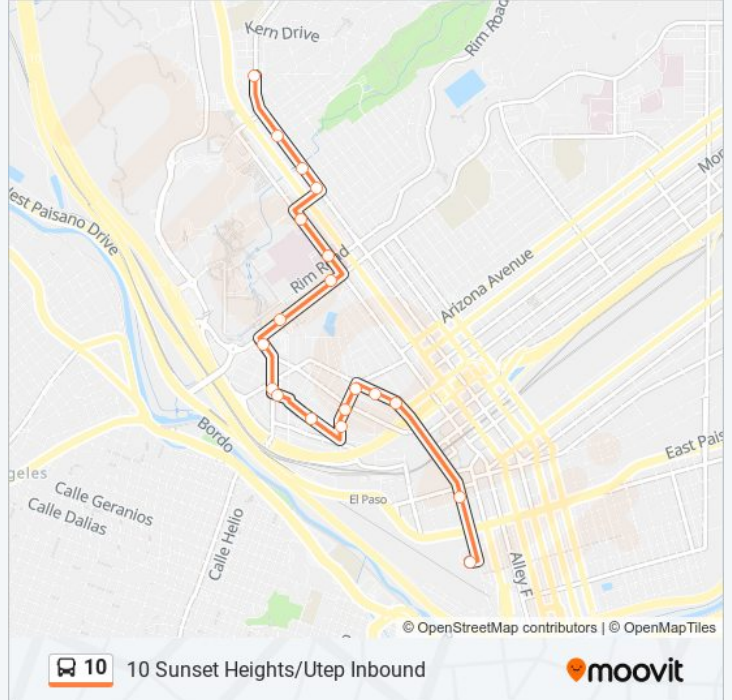 Kern Drive
Rim Road
West Paisano Drive
Mon
Rim Road
Arizona Avenue
Bordo
East Pais
geles
Calle Geranios
Calle Dalias
El Paso
Calle Helio
Alley F
© OpenStreetMap contributors | © OpenMapTiles
10
10 Sunset Heights/Utep Inbound
moovit